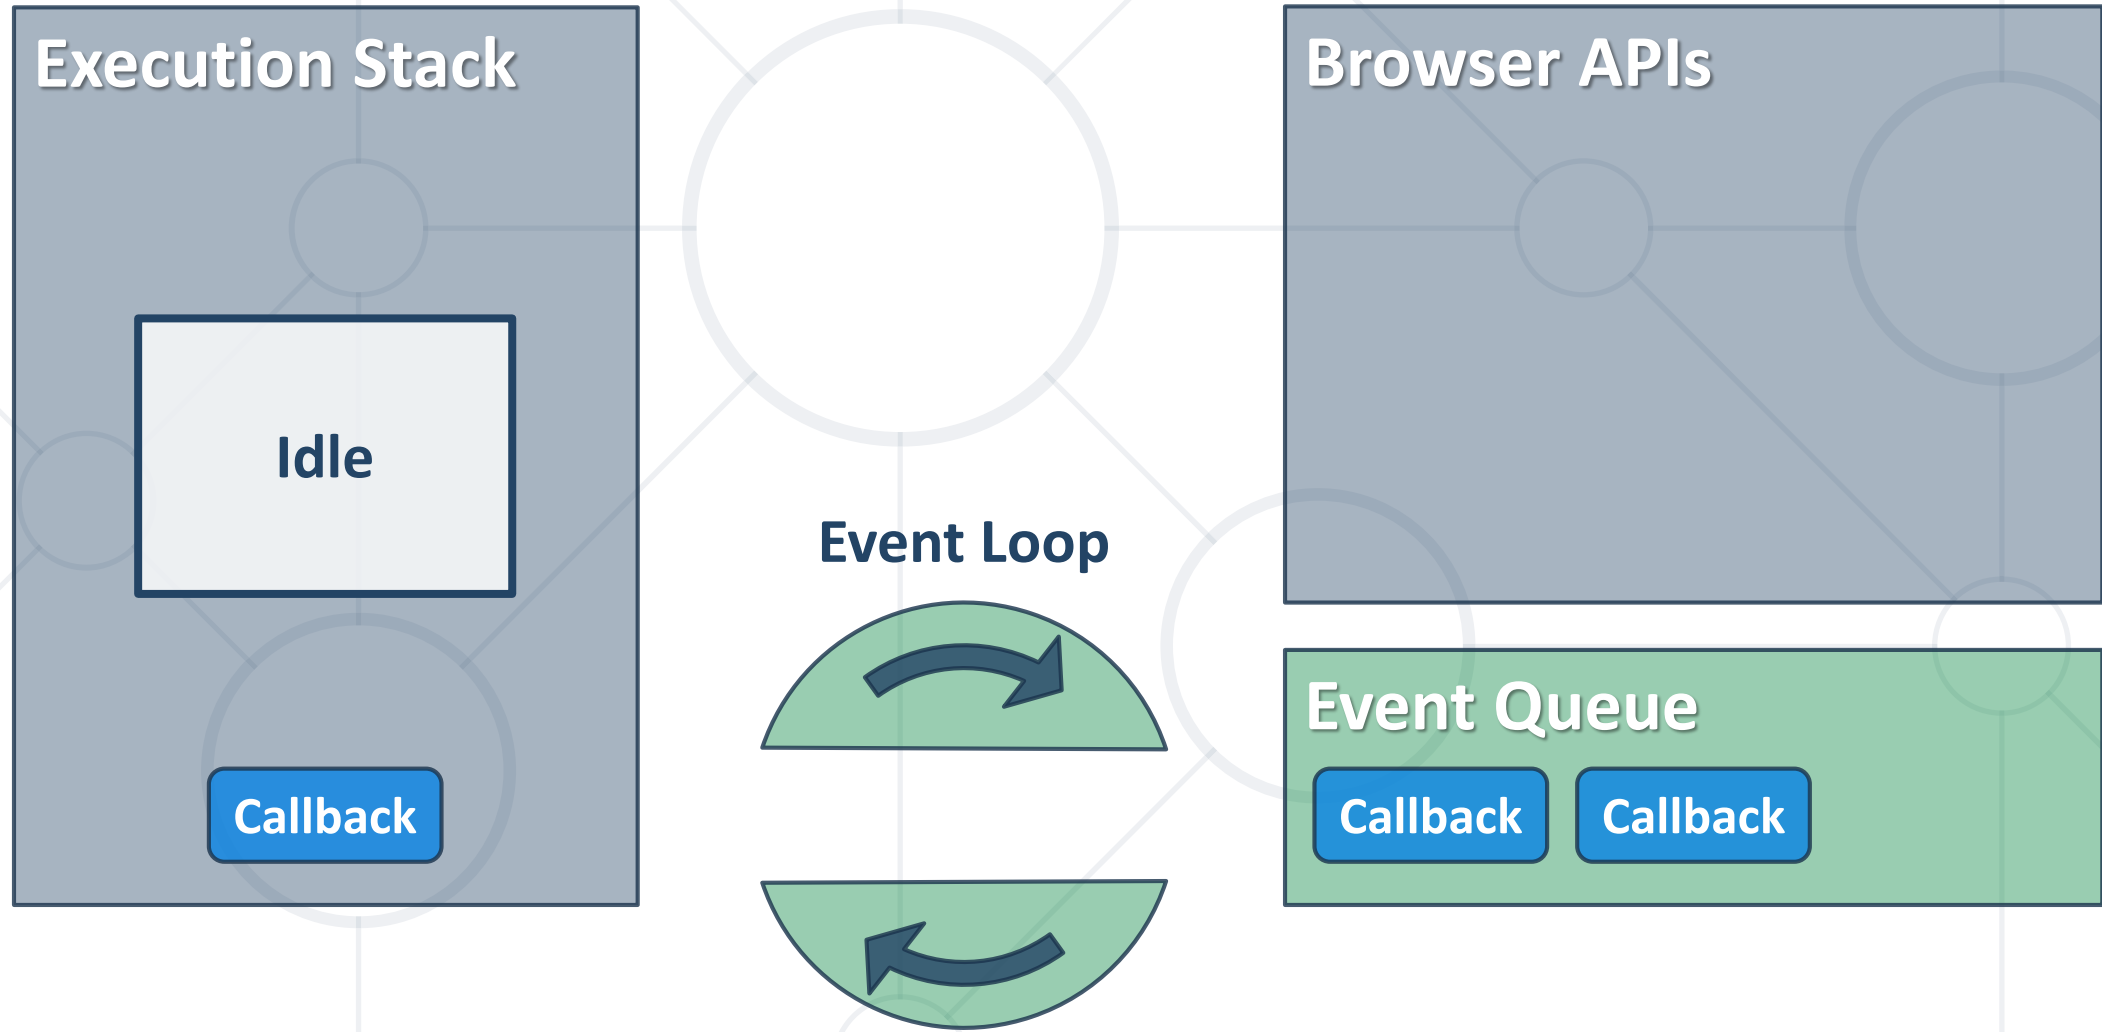 Execution Stack
Idle
Callback
Event Loop
Browser APIs
Event Queue
Callback Callback